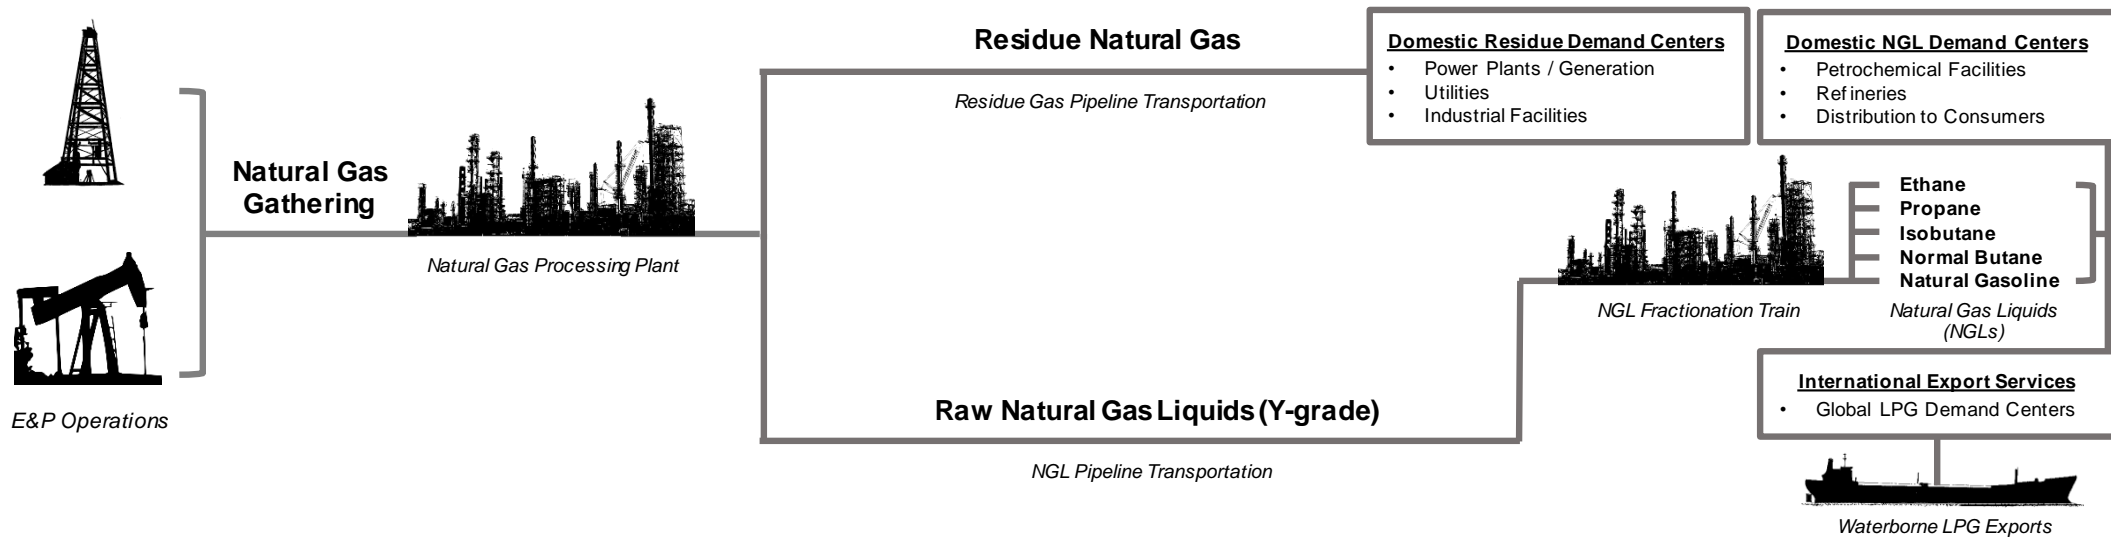 E&P Operations
Natural Gas
Gathering
Natural Gas Processing Plant
Residue Natural Gas
Residue Gas Pipeline Transportation
Domestic Residue Demand Centers
• Power Plants / Generation
• Utilities
• Industrial Facilities
Raw Natural Gas Liquids (Y-grade)
NGL Pipeline Transportation
NGL Fractionation Train
Ethane
Propane
Isobutane
Normal Butane
Natural Gasoline
Natural Gas Liquids
(NGLs)
Domestic NGL Demand Centers
• Petrochemical Facilities
• Refineries
• Distribution to Consumers
International Export Services
• Global LPG Demand Centers
Waterborne LPG Exports